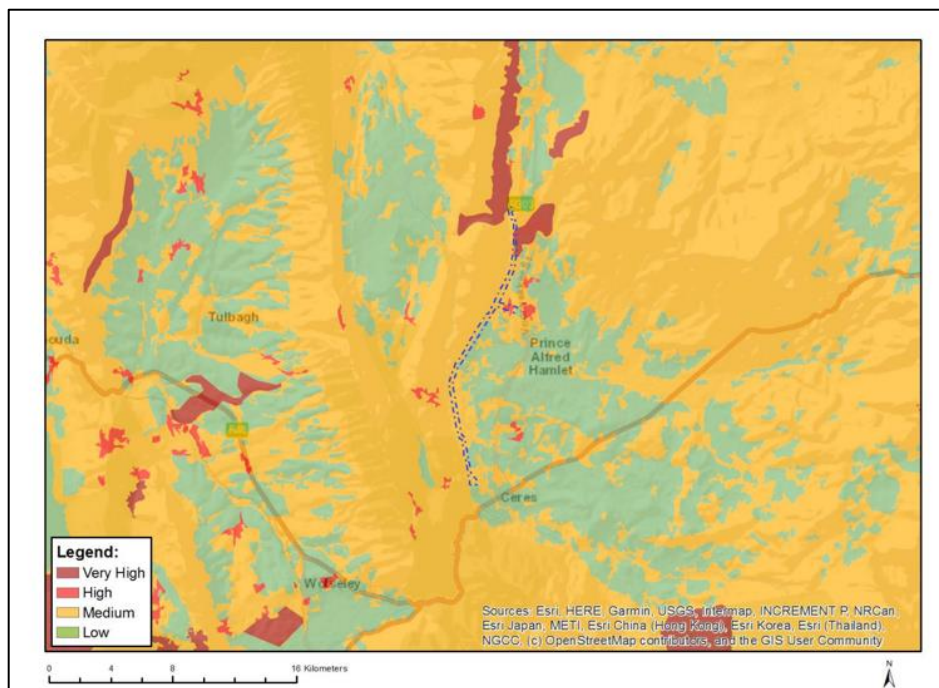 Tulbagh
Prince
Alfred
Hamlet
Ceres
Legend:
Very High
High
Medium
Low
Wolseley
Sources: Esri, HERE, Garmin, USGS, Intermap, INCREMENT P, NRCan,
Esri Japan, METI, Esri China (Hong Kong), Esri Korea, Esri (Thailand),
NGCC, (c) OpenStreetMap contributors, and the GIS User Community
0 4 8 16 Kilometers
N